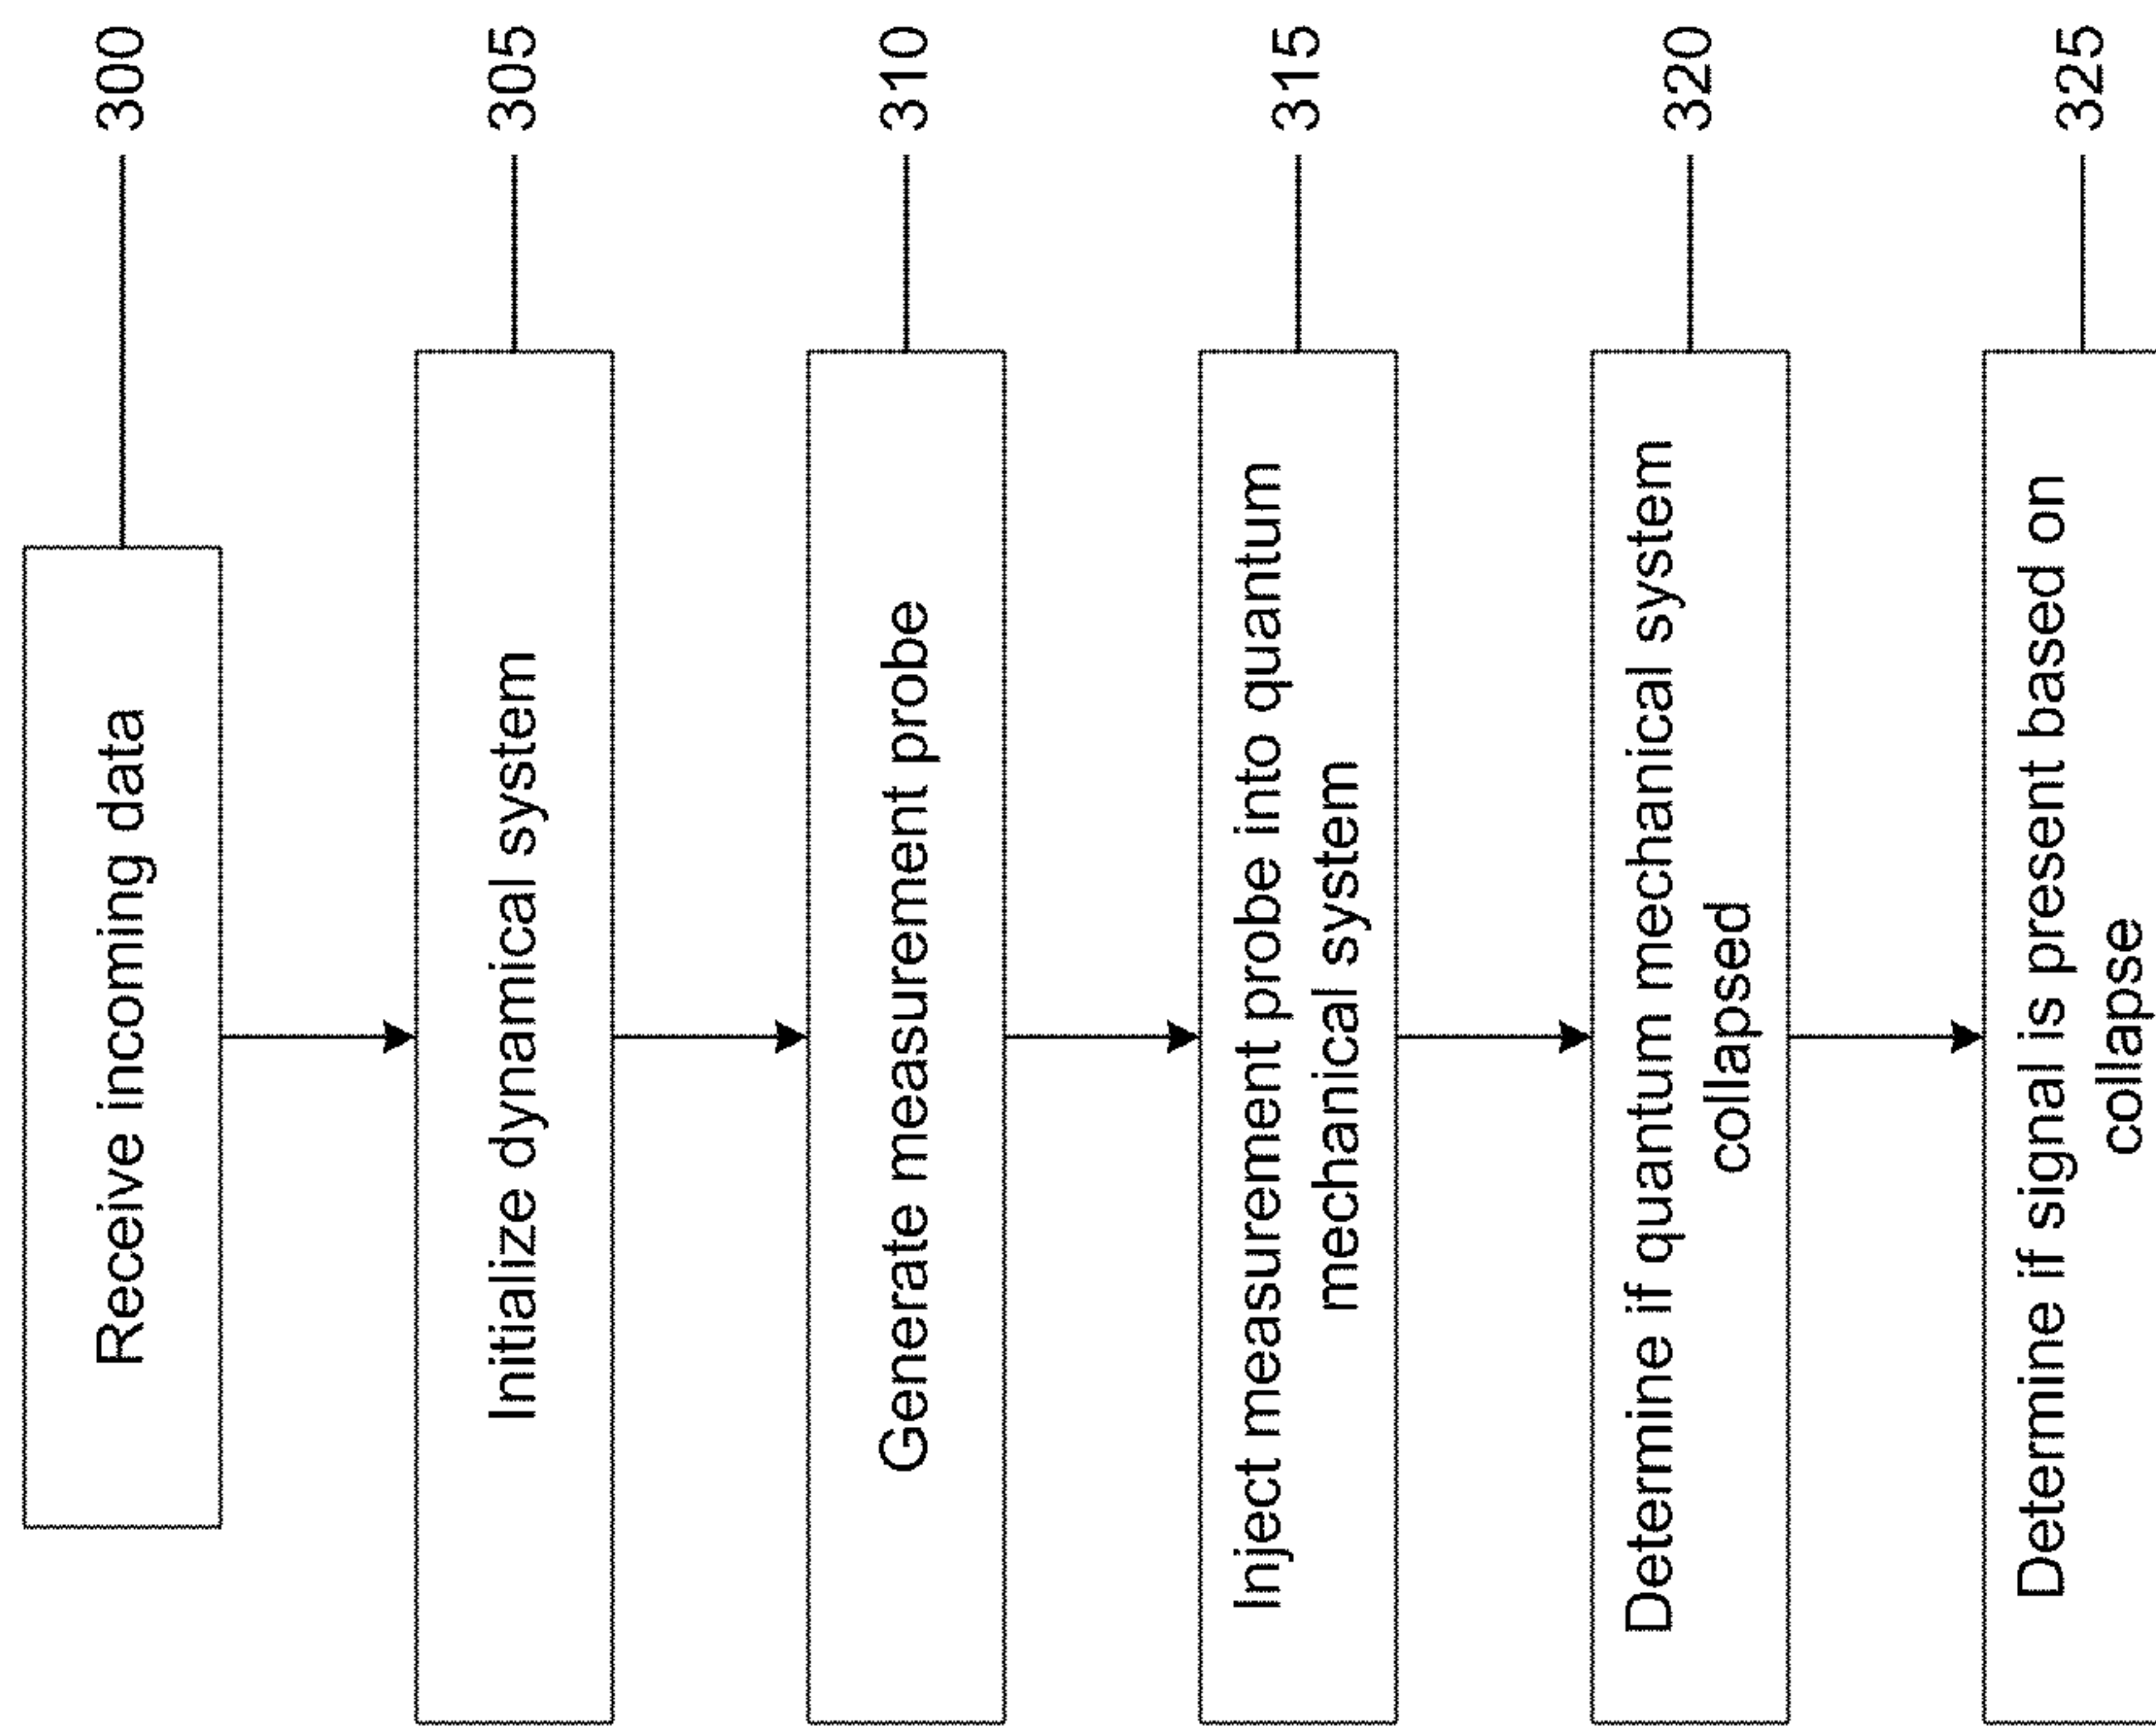 Receive incoming data
300
Initialize dynamical system
305
Generate measurement probe
310
Inject measurement probe into quantum
mechanical system
315
Determine if quantum mechanical system
collapsed
320
Determine if signal is present based on
collapse
325